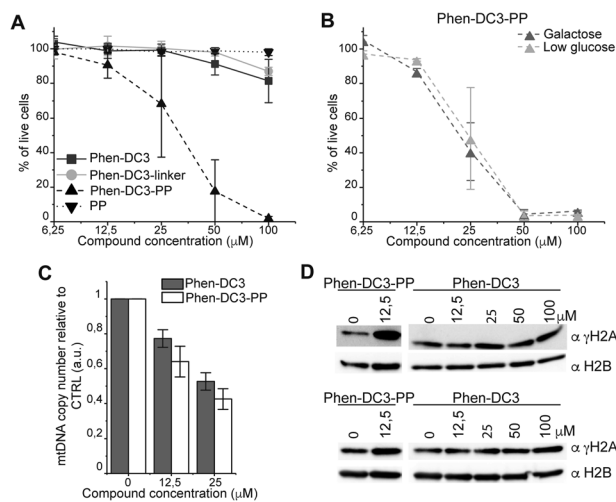 A
100
80
60
40
20
0
% of live cells
Phen-DC3
Phen-DC3-linker
Phen-DC3-PP
PP
6,25 12,5 25 50 100
Compound concentration (µM)
B
Phen-DC3-PP
Galactose
Low glucose
100
80
60
40
20
0
% of live cells
6,25 12,5 25 50 100
Compound concentration (µM)
C
Phen-DC3
Phen-DC3-PP
1
0,8
0,6
0,4
0,2
0
mtDNA copy number relative to
CTRL (a.u.)
0 12,5 25
Compound concentration (µM)
D
Phen-DC3-PP Phen-DC3
0 12,5 0 12,5 25 50 100 µM
α γH2A
α H2B
Phen-DC3-PP Phen-DC3
0 12,5 0 12,5 25 50 100 µM
α γH2A
α H2B